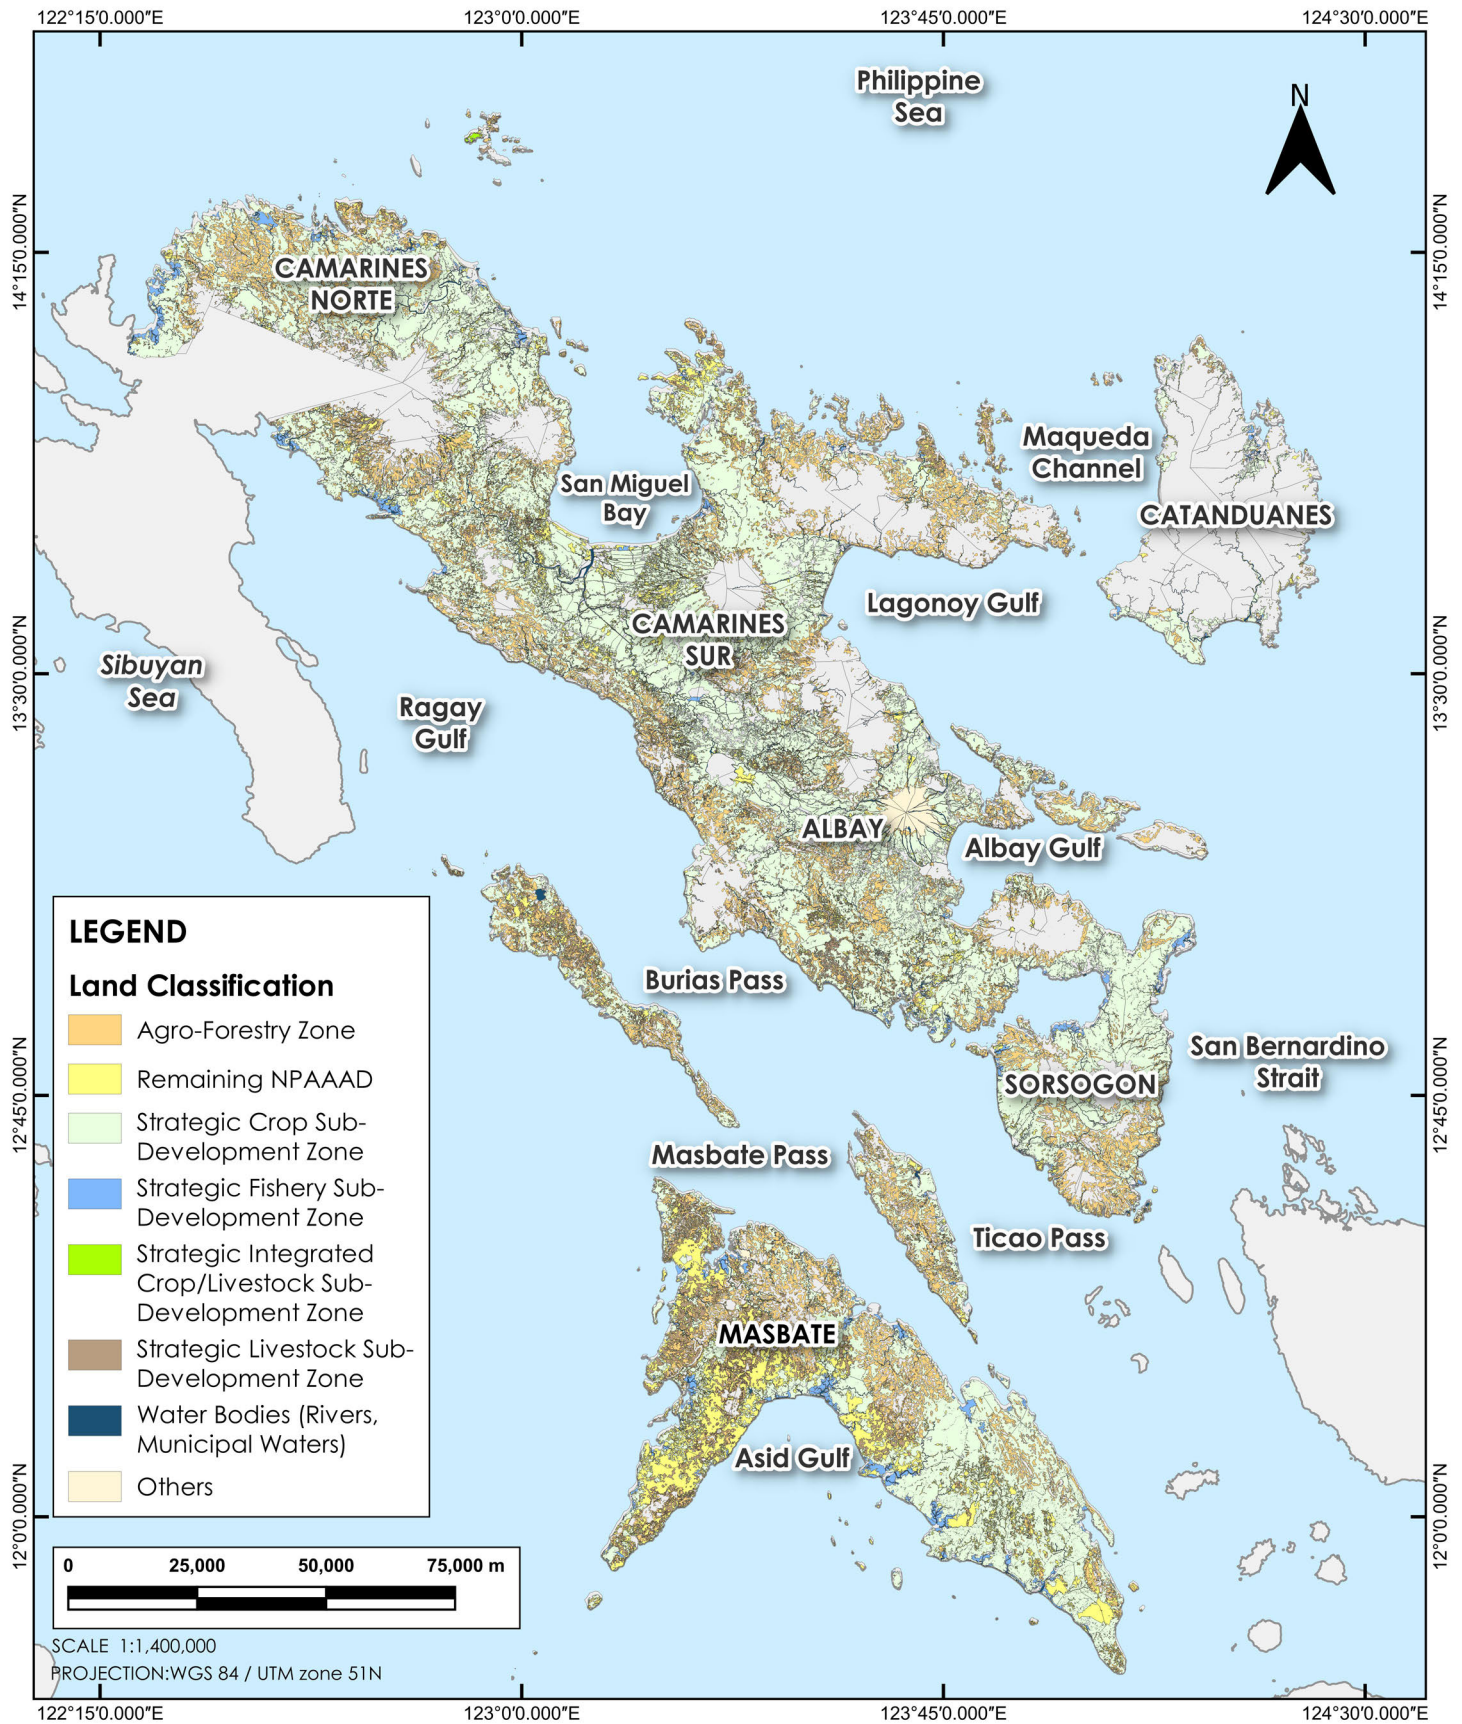 122°15'0.000"E
123°0'0.000"E
123°45'0.000"E
124°30'0.000"E
Philippine
Sea
N
14°15'0.000"N
14°15'0.000"N
CAMARINES
NORTE
Maqueda
Channel
San Miguel
Bay
CATANDUANES
Lagonoy Gulf
CAMARINES
SUR
13°30'0.000"N
13°30'0.000"N
Sibuyan
Sea
Ragay
Gulf
ALBAY
Albay Gulf
Burias Pass
San Bernardino
Strait
SORSOGON
12°45'0.000"N
12°45'0.000"N
Masbate Pass
Ticao Pass
MASBATE
Asid Gulf
12°0'0.000"N
12°0'0.000"N
LEGEND
Land Classification
Agro-Forestry Zone
Remaining NPAAAD
Strategic Crop Sub-
Development Zone
Strategic Fishery Sub-
Development Zone
Strategic Integrated
Crop/Livestock Sub-
Development Zone
Strategic Livestock Sub-
Development Zone
Water Bodies (Rivers,
Municipal Waters)
Others
0 25,000 50,000 75,000 m
SCALE 1:1,400,000
PROJECTION:WGS 84 / UTM zone 51N
122°15'0.000"E
123°0'0.000"E
123°45'0.000"E
124°30'0.000"E